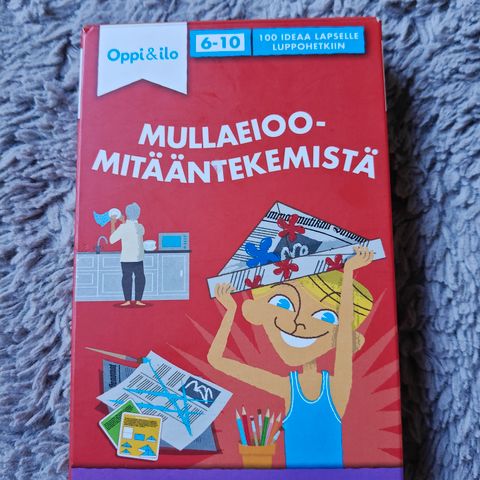 Oppi&ilo
6-10
100 IDEAA LAPSELLE
LUPPOHETKIIN
MULLAEIOO-
MITÄÄNTEKEMISTÄ